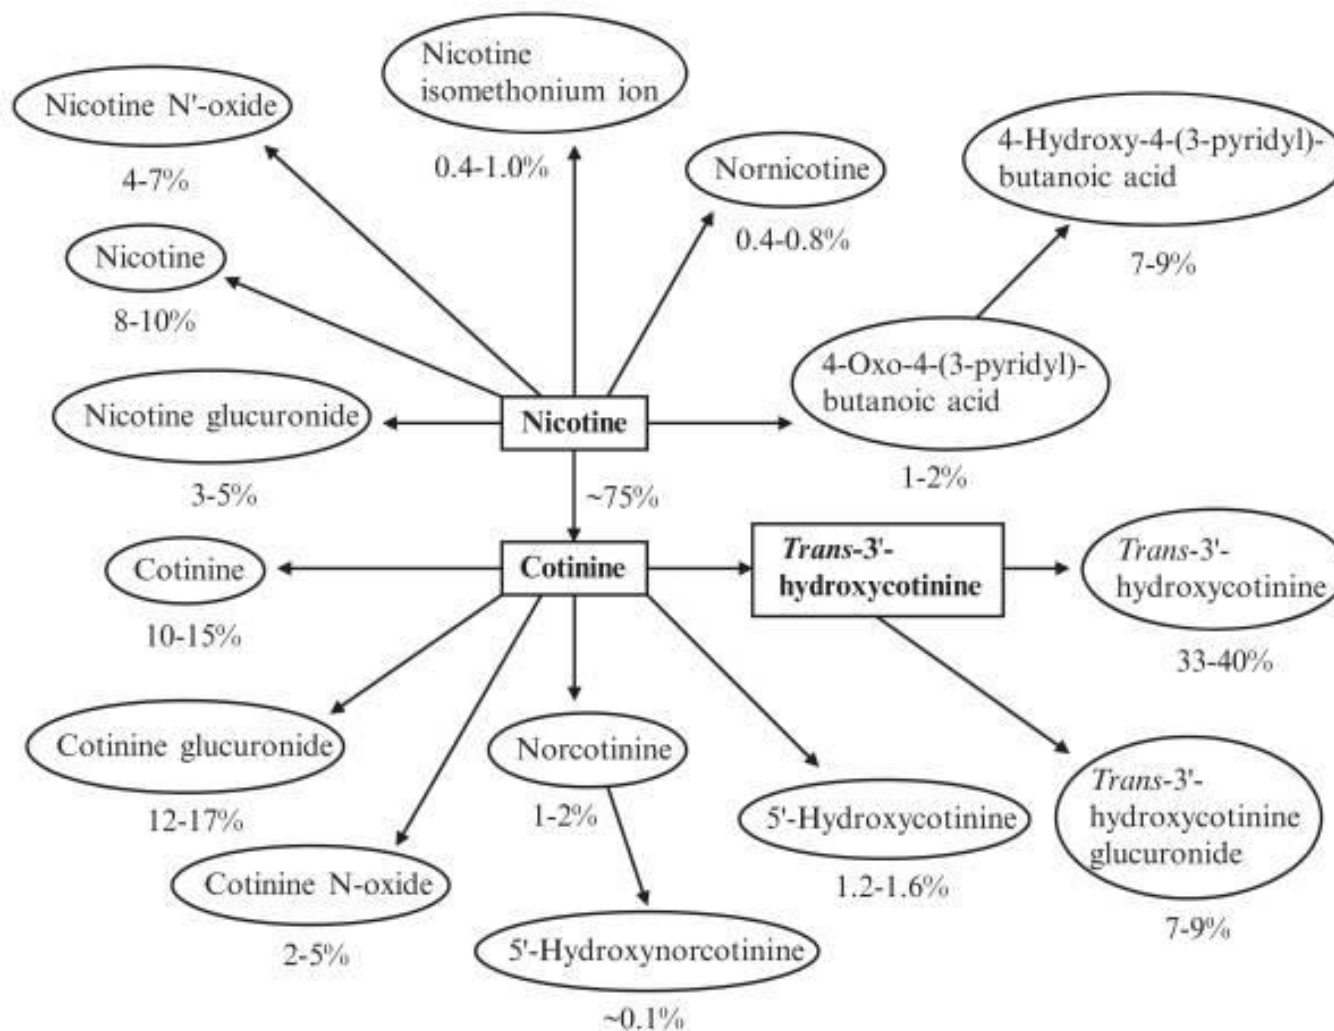 Nicotine
isomethonium ion
0.4-1.0%
Nicotine N'-oxide
4-7%
Nornicotine
0.4-0.8%
4-Hydroxy-4-(3-pyridyl)-
butanoic acid
7-9%
Nicotine
8-10%
4-Oxo-4-(3-pyridyl)-
butanoic acid
1-2%
Nicotine glucuronide
3-5%
Nicotine
~75%
Cotinine
10-15%
Cotinine
Trans-3'-
hydroxycotinine
Trans-3'-
hydroxycotinine
33-40%
Cotinine glucuronide
12-17%
Norcotinine
1-2%
5'-Hydroxycotinine
1.2-1.6%
Trans-3'-
hydroxycotinine
glucuronide
7-9%
Cotinine N-oxide
2-5%
5'-Hydroxynorcotinine
~0.1%